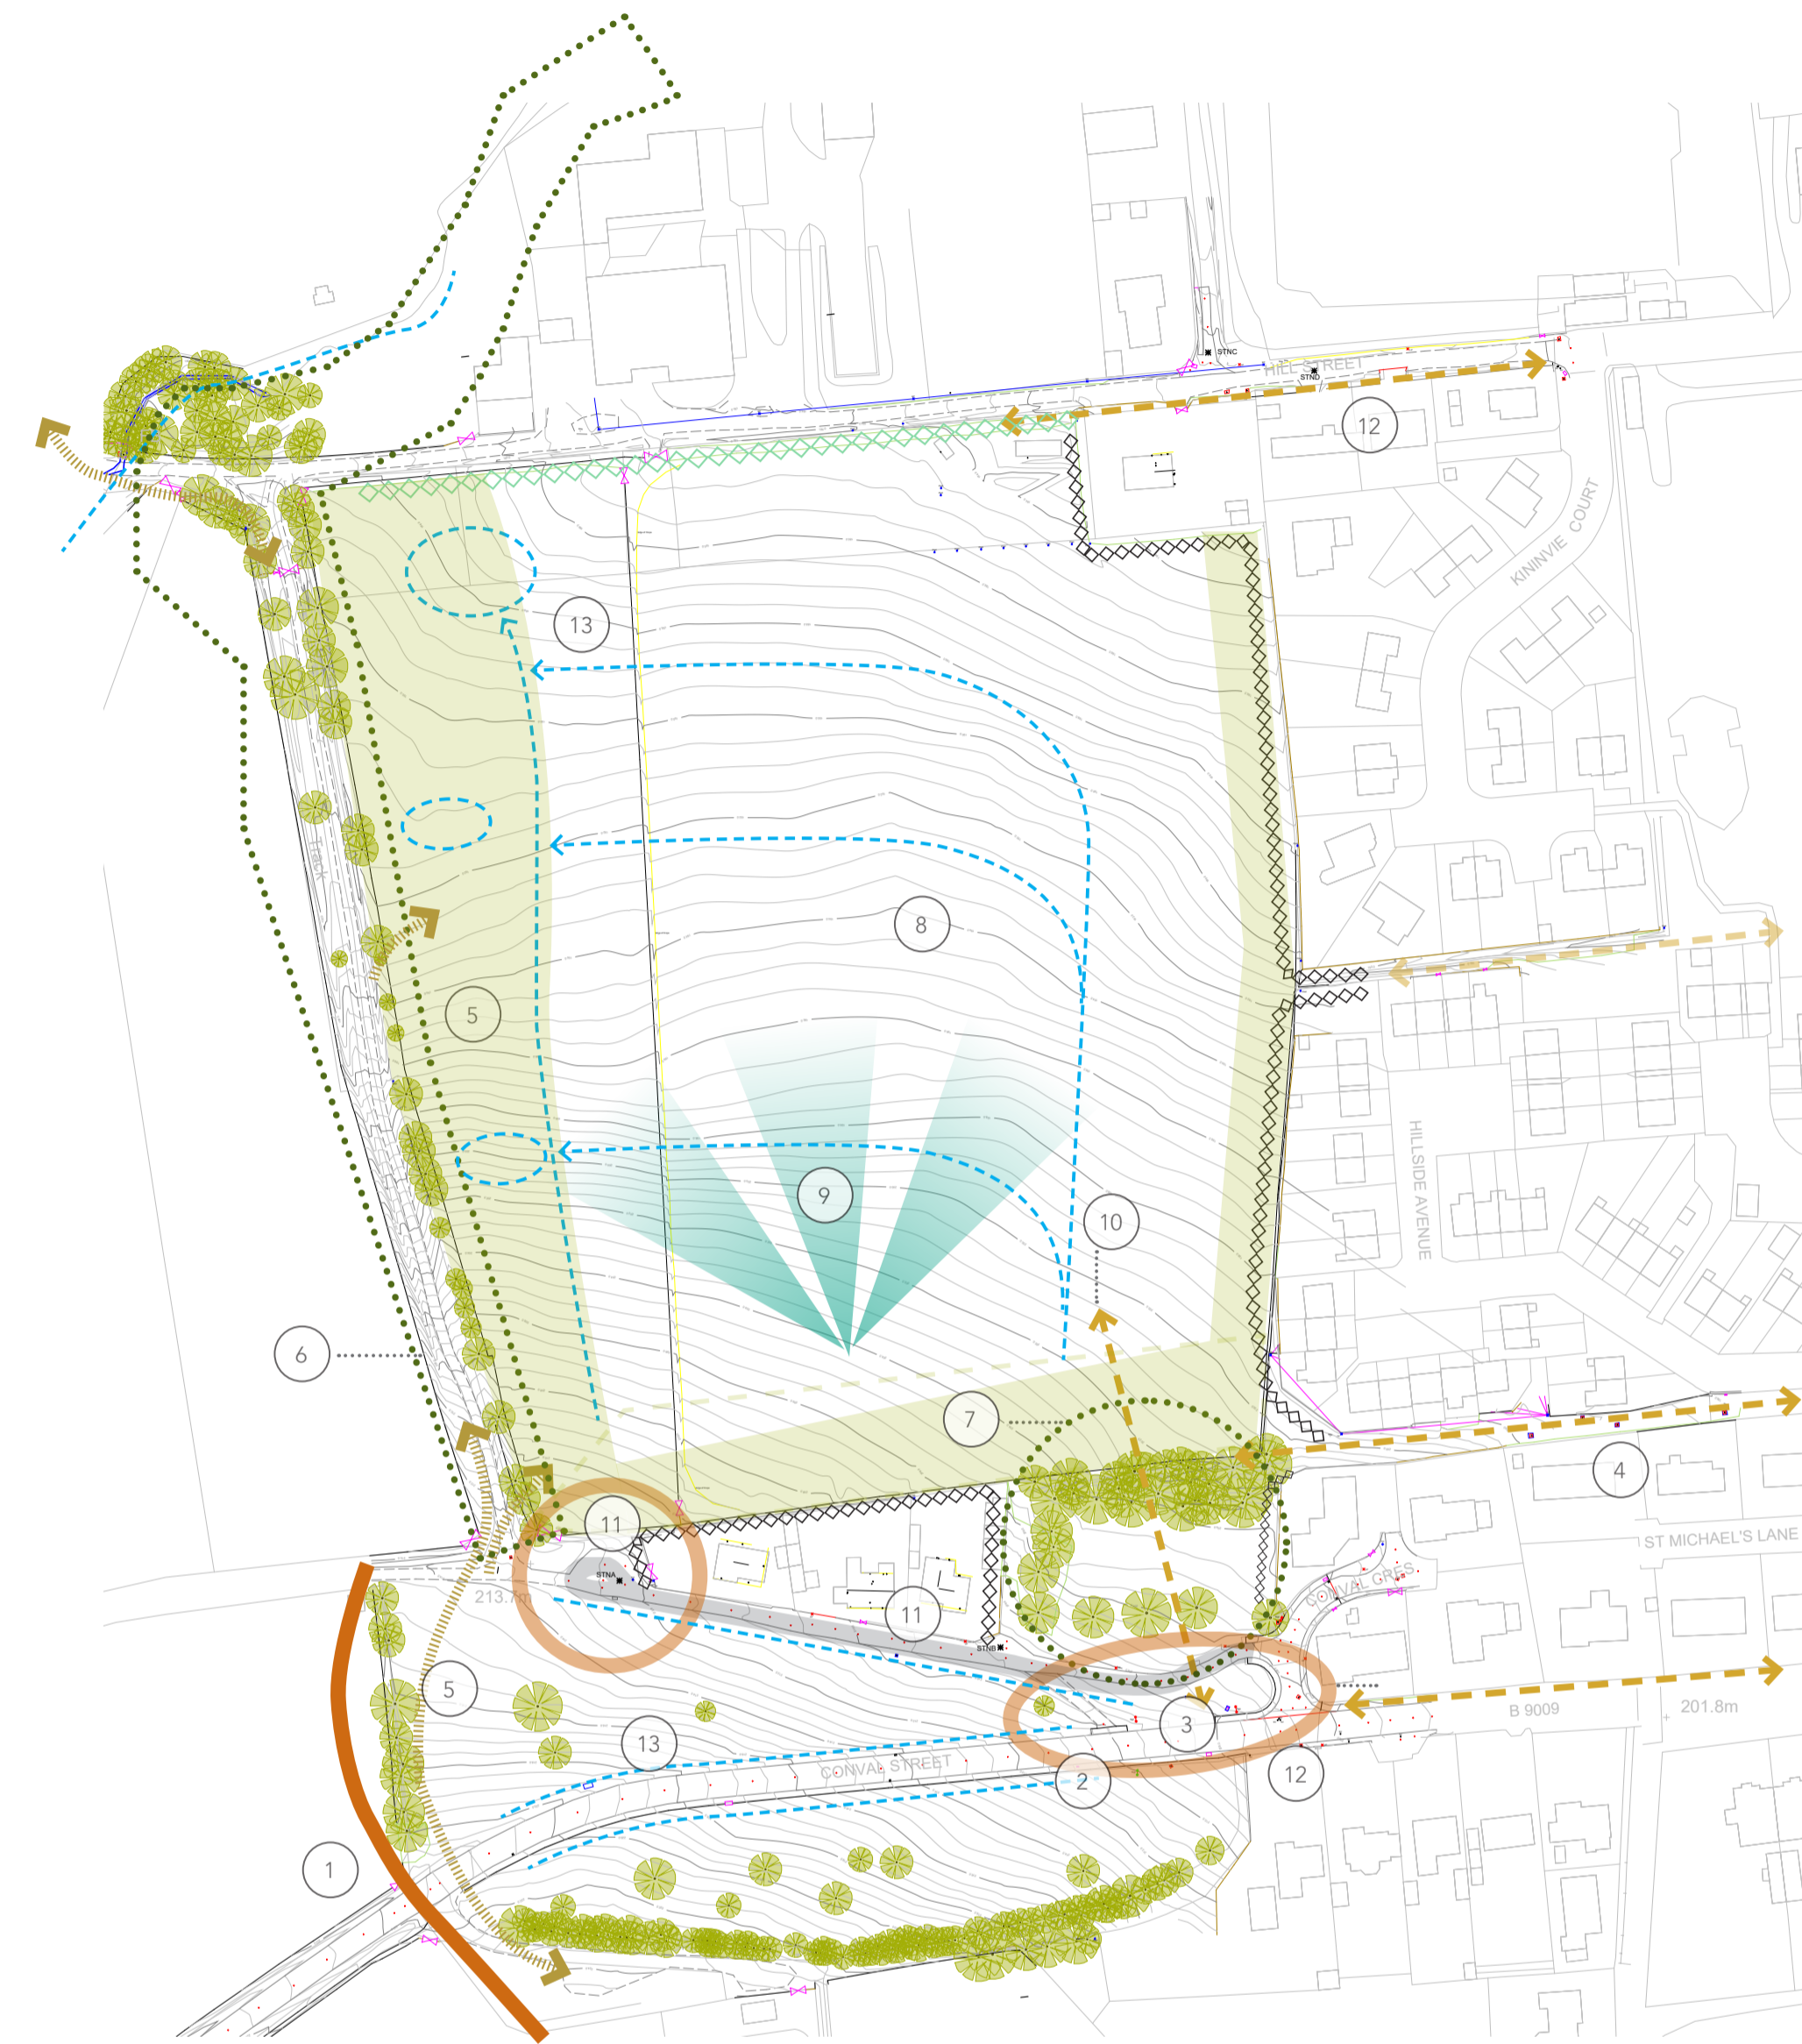 STNC
HILL STREET
STND
12
KININVIE COURT
13
Track
8
5
HILLSIDE AVENUE
9
10
6
7
4
11
ST MICHAEL'S LANE
STNA
213.7m
11
CONVAL CRES
STNB
5
3
B 9009
201.8m
13
CONVAL STREET
2
12
1